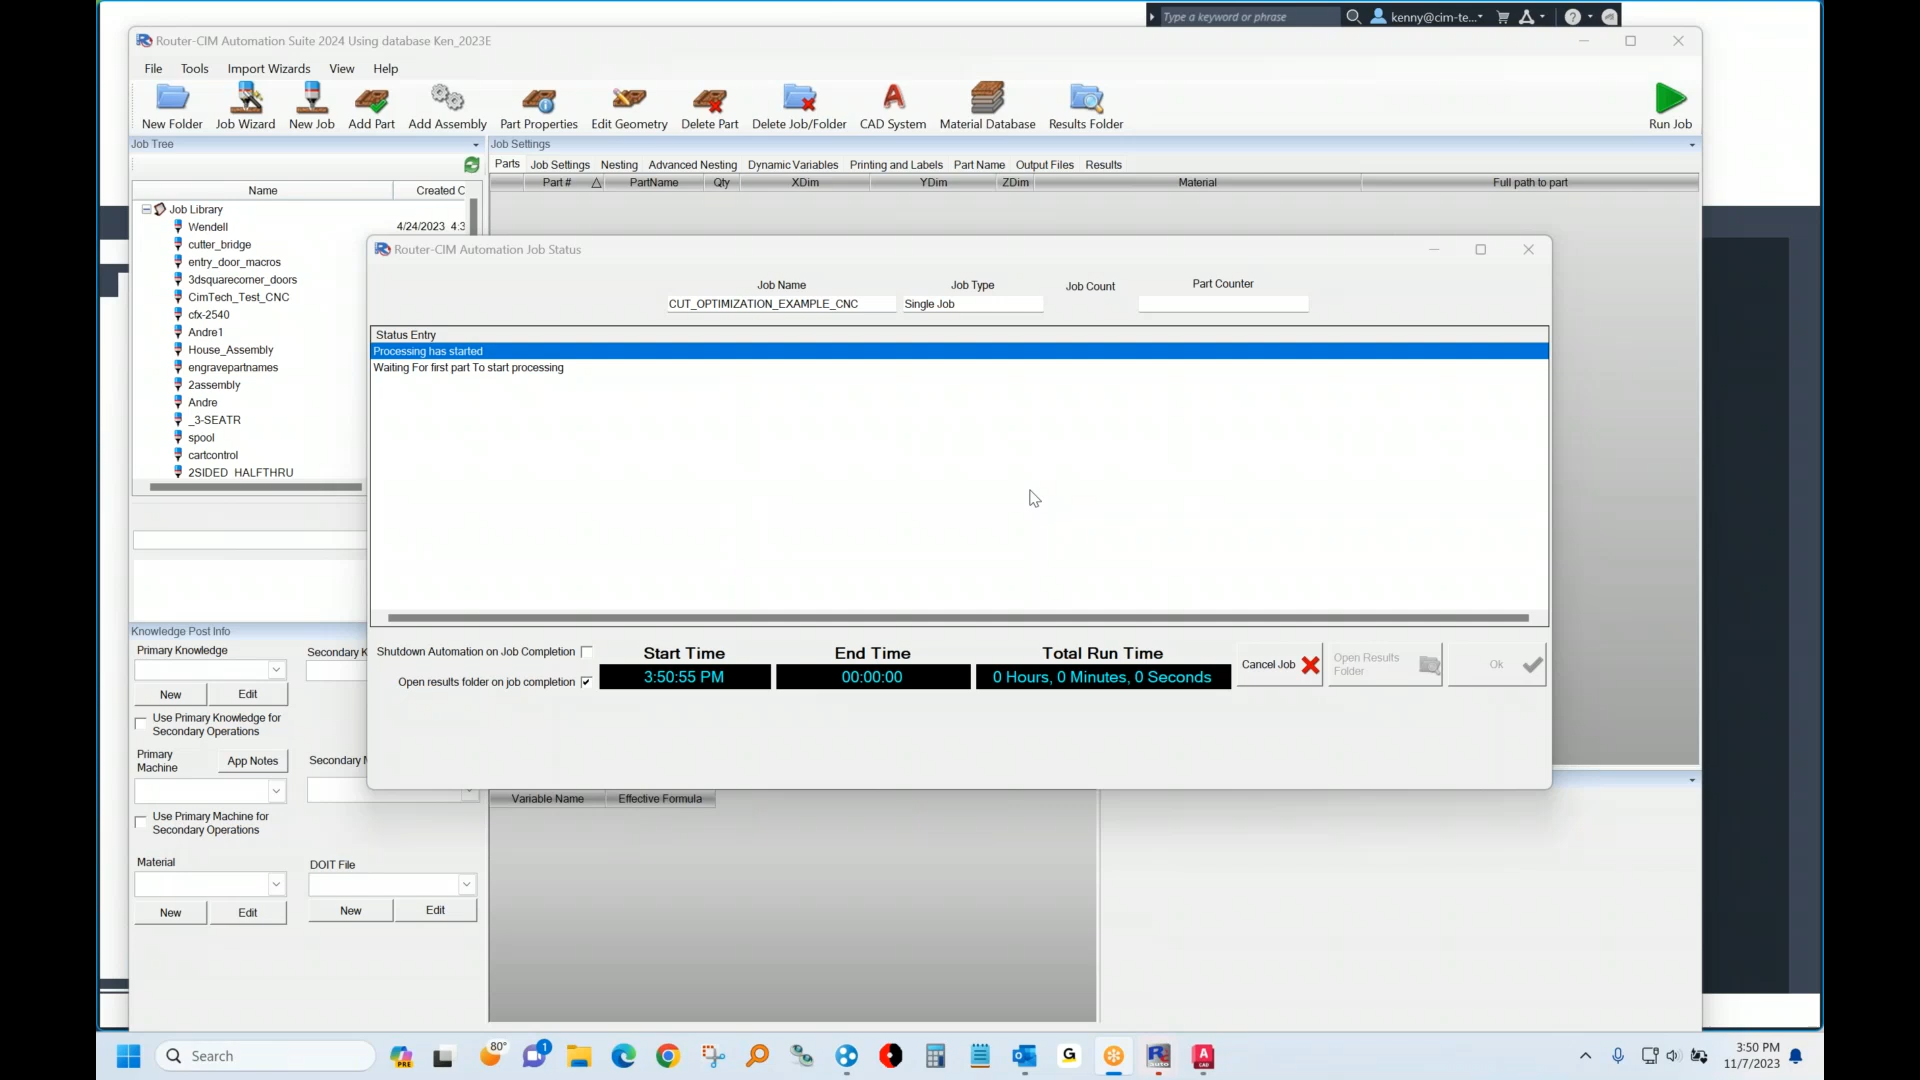 Type a keyword or phrase
kenny@cim-te...
Router-CIM Automation Suite 2024 Using database Ken_2023E
File Tools Import Wizards View Help
New Folder Job Wizard New Job Add Part Add Assembly Part Properties Edit Geometry Delete Part Delete Job/Folder CAD System Material Database Results Folder Run Job
Job Tree
Job Settings
Parts Job Settings Nesting Advanced Nesting Dynamic Variables Printing and Labels Part Name Output Files Results
Part # PartName Qty XDim YDim ZDim Material Full path to part
Name Created
Job Library
Wendell 4/24/2023 4:3
cutter_bridge
entry_door_macros
3dsquarecorner_doors
CimTech_Test_CNC
cfx-2540
Andre1
House_Assembly
engravepartnames
2assembly
Andre
_3-SEATR
spool
cartcontrol
2SIDED_HALFTHRU
Router-CIM Automation Job Status
Job Name Job Type Job Count Part Counter
CUT_OPTIMIZATION_EXAMPLE_CNC Single Job
Status Entry
Processing has started
Waiting For first part To start processing
Shutdown Automation on Job Completion
Open results folder on job completion
Start Time End Time Total Run Time
3:50:55 PM 00:00:00 0 Hours, 0 Minutes, 0 Seconds
Cancel Job
Open Results
Folder
Ok
Knowledge Post Info
Primary Knowledge Secondary K
New Edit
Use Primary Knowledge for
Secondary Operations
Primary
Machine
App Notes
Secondary
Use Primary Machine for
Secondary Operations
Material DOIT File
New Edit New Edit
Variable Name Effective Formula
Search
PRE
80°
1
G
auto
A
CAD
3:50 PM
11/7/2023